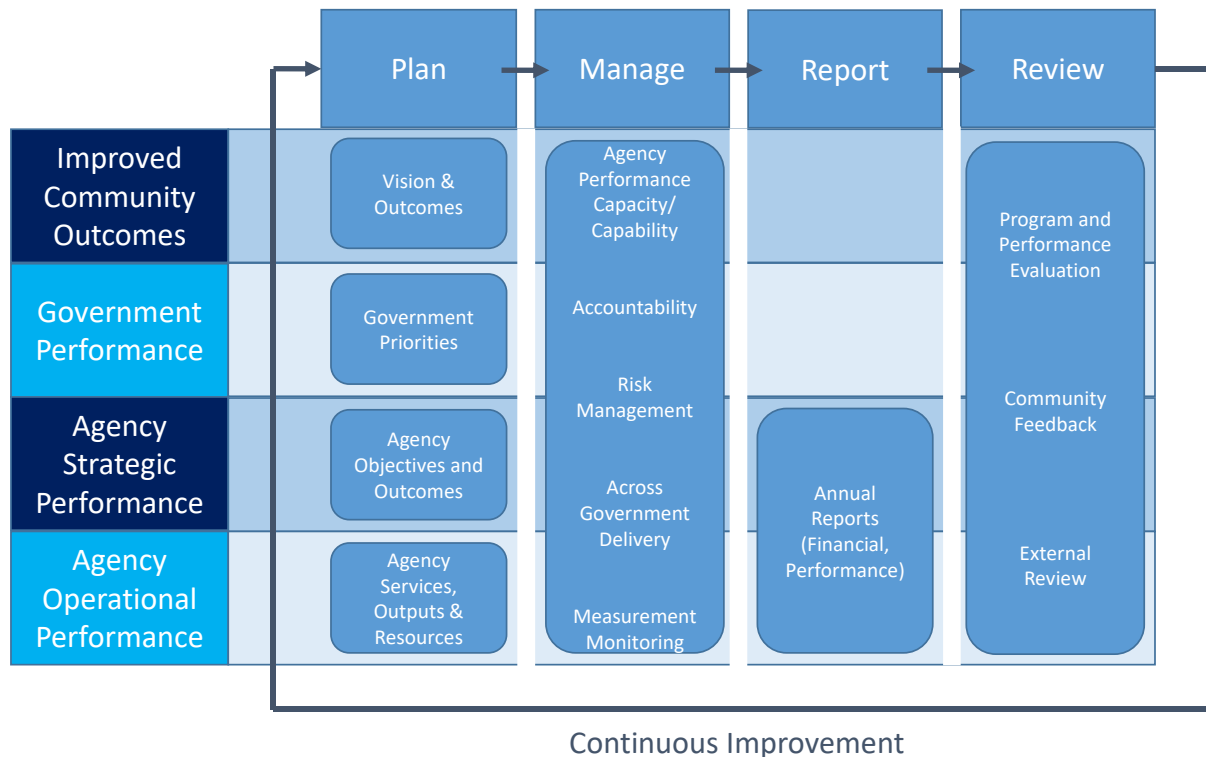 Plan
Manage
Report
Review
Improved
Community
Outcomes
Vision &
Outcomes
Agency
Performance
Capacity/
Capability
Program and
Performance
Evaluation
Government
Performance
Government
Priorities
Accountability
Risk
Management
Community
Feedback
Agency
Strategic
Performance
Agency
Objectives and
Outcomes
Across
Government
Delivery
Annual
Reports
(Financial,
Performance)
External
Review
Agency
Operational
Performance
Agency
Services,
Outputs &
Resources
Measurement
Monitoring
Continuous Improvement